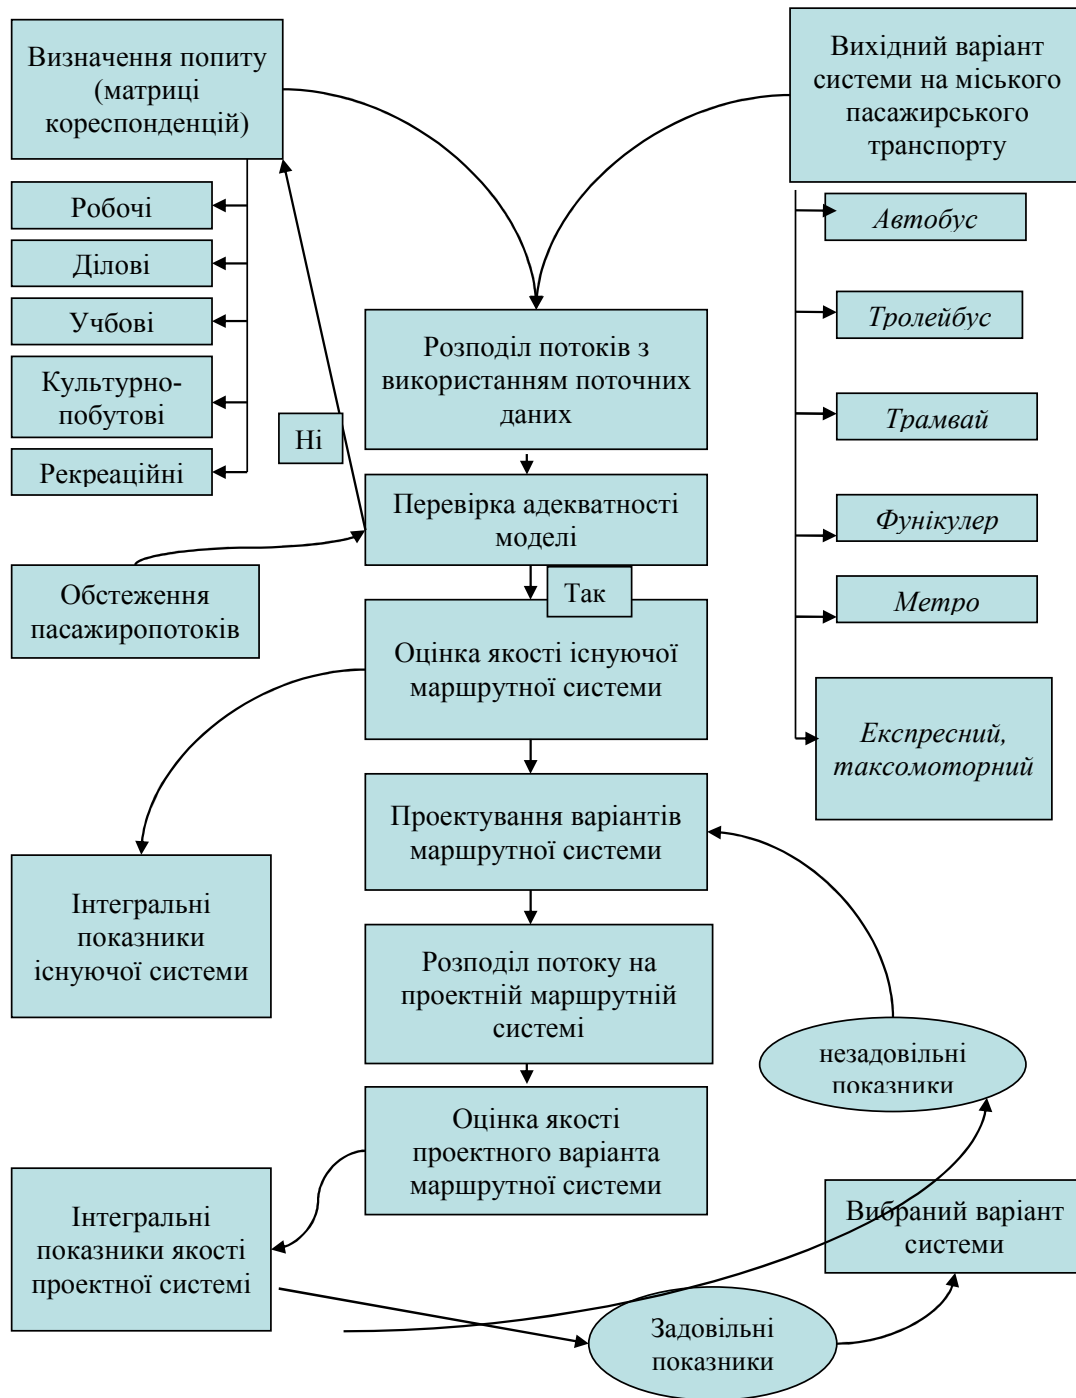 Визначення попиту
(матриці
кореспонденцій)
Вихідний варіант
системи на міського
пасажирського
транспорту
Робочі
Ділові
Учбові
Культурно-
побутові
Рекреаційні
Автобус
Тролейбус
Трамвай
Фунікулер
Метро
Експресний,
таксомоторний
Розподіл потоків з
використанням поточних
даних
Ні
Перевірка адекватності
моделі
Обстеження
пасажиропотоків
Так
Оцінка якості існуючої
маршрутної системи
Проектування варіантів
маршрутної системи
Інтегральні
показники
існуючої системи
Розподіл потоку на
проектній маршрутній
системі
незадовільні
показники
Оцінка якості
проектного варіанта
маршрутної системи
Інтегральні
показники якості
проектної системі
Вибраний варіант
системи
Задовільні
показники